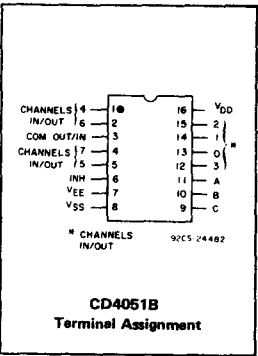 CHANNELS 4 1 16 VDD
IN/OUT 6 2 15 2
COM OUT/IN 3 14 1 *
CHANNELS 7 4 13 0
IN/OUT 5 5 12 3
INH 6 11 A
VEE 7 10 B
VSS 8 9 C
* CHANNELS
IN/OUT
92CS-24482
CD4051B
Terminal Assignment